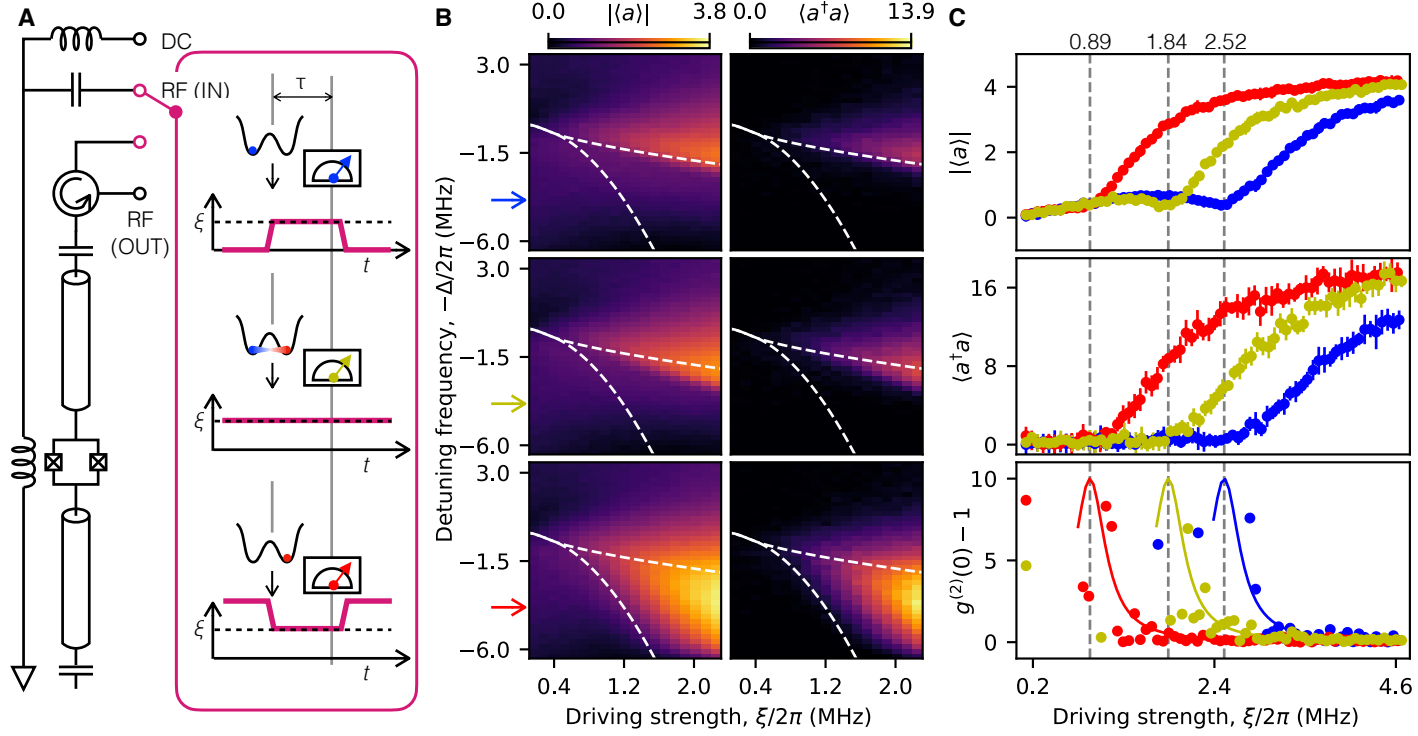 A
DC
RF (IN)
RF
(OUT)
τ
ξ
t
ξ
t
ξ
t
B
0.0 |⟨a⟩| 3.8
0.0 ⟨a†a⟩ 13.9
Detuning frequency, −Δ/2π (MHz)
3.0
−1.5
−6.0
3.0
−1.5
−6.0
3.0
−1.5
−6.0
0.4 1.2 2.0
0.4 1.2 2.0
Driving strength, ξ/2π (MHz)
C
0.89 1.84 2.52
|⟨a⟩|
4
2
0
⟨a†a⟩
16
8
0
g(2)(0) − 1
10
5
0
0.2 2.4 4.6
Driving strength, ξ/2π (MHz)